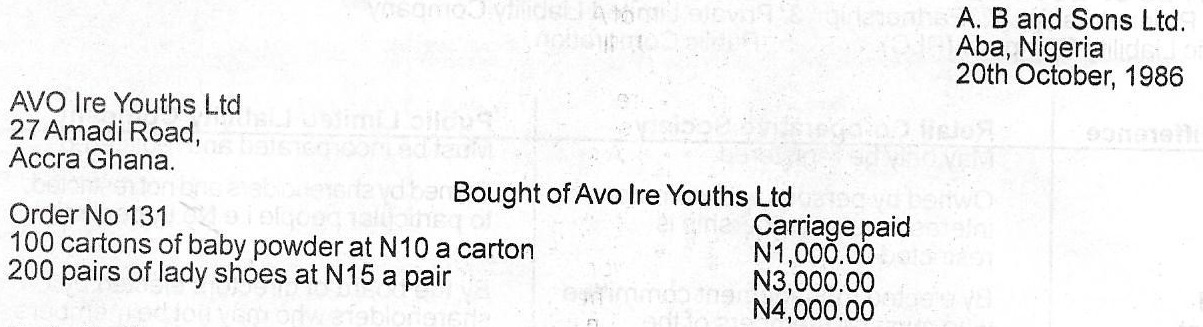 A. B and Sons Ltd.
Aba, Nigeria
20th October, 1986
AVO Ire Youths Ltd
27 Amadi Road,
Accra Ghana.
Bought of Avo Ire Youths Ltd
Order No 131 Carriage paid
100 cartons of baby powder at N10 a carton N1,000.00
200 pairs of lady shoes at N15 a pair N3,000.00
N4,000.00